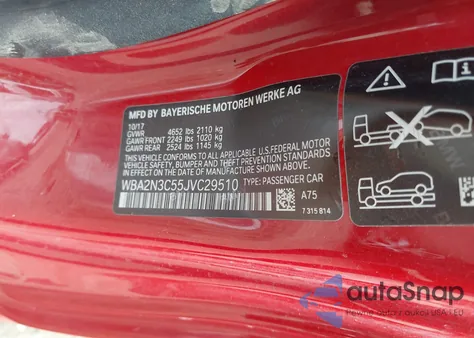 MFD BY BAYERISCHE MOTOREN WERKE AG
10/17
GVWR 4652 lbs 2110 kg
GAWR FRONT 2249 lbs 1020 kg
GAWR REAR 2524 lbs 1145 kg
THIS VEHICLE CONFORMS TO ALL APPLICABLE U.S. FEDERAL MOTOR
VEHICLE SAFETY, BUMPER, AND THEFT PREVENTION STANDARDS
IN EFFECT ON THE DATE OF MANUFACTURE SHOWN ABOVE.
WBA2N3C55JVC29510 TYPE: PASSENGER CAR
A75
7 315 814
autoSnap